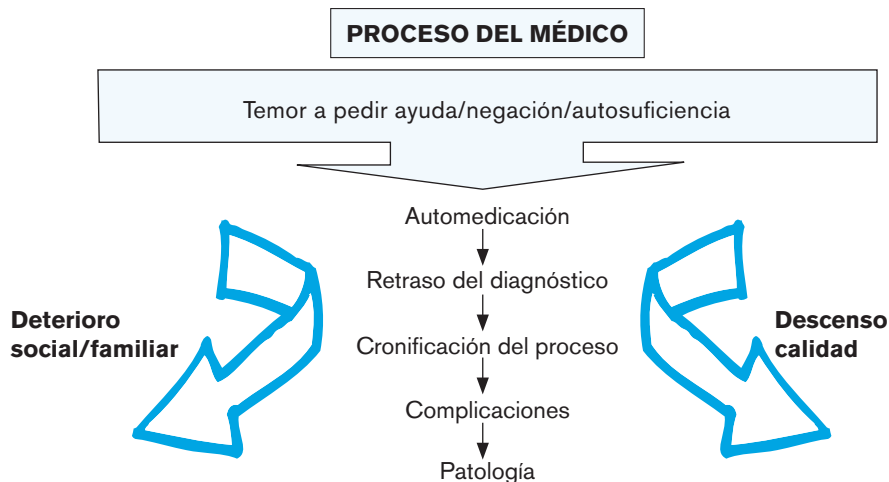 PROCESO DEL MÉDICO
Temor a pedir ayuda/negación/autosuficiencia
Automedicación
Retraso del diagnóstico
Deterioro
social/familiar
Descenso
calidad
Cronificación del proceso
Complicaciones
Patología